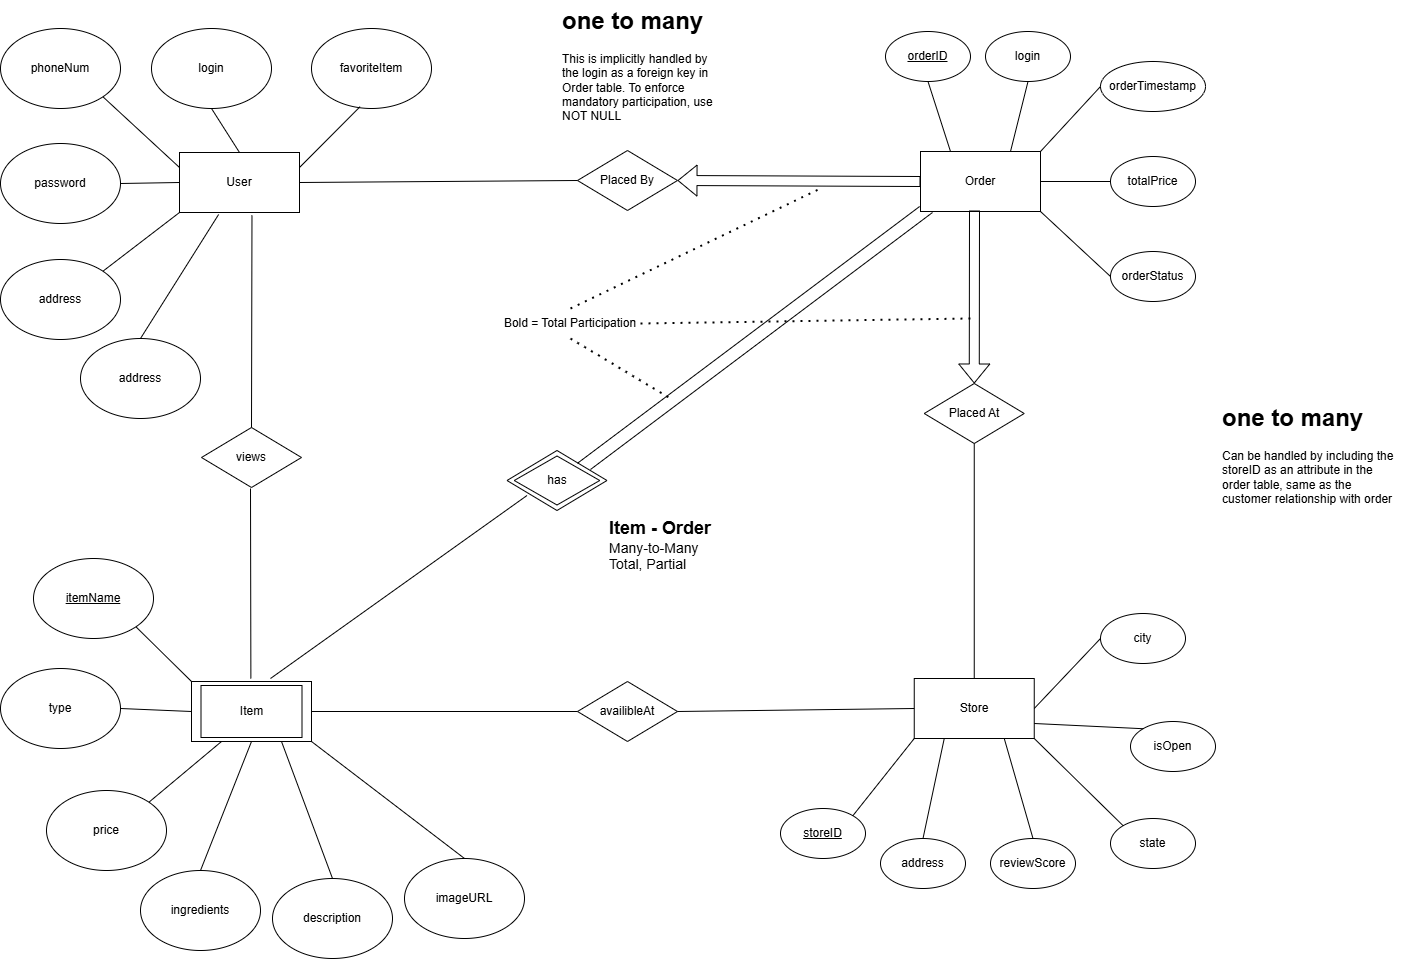 one to many
This is implicitly handled by
the login as a foreign key in
Order table. To enforce
mandatory participation, use
NOT NULL
phoneNum
login
favoriteItem
orderID
login
orderTimestamp
password
User
Placed By
Order
totalPrice
address
orderStatus
Bold = Total Participation
address
Placed At
one to many
Can be handled by including the
storeID as an attribute in the
order table, same as the
customer relationship with order
views
has
Item - Order
Many-to-Many
Total, Partial
itemName
city
type
Item
availibleAt
Store
isOpen
price
storeID
address
reviewScore
state
ingredients
description
imageURL